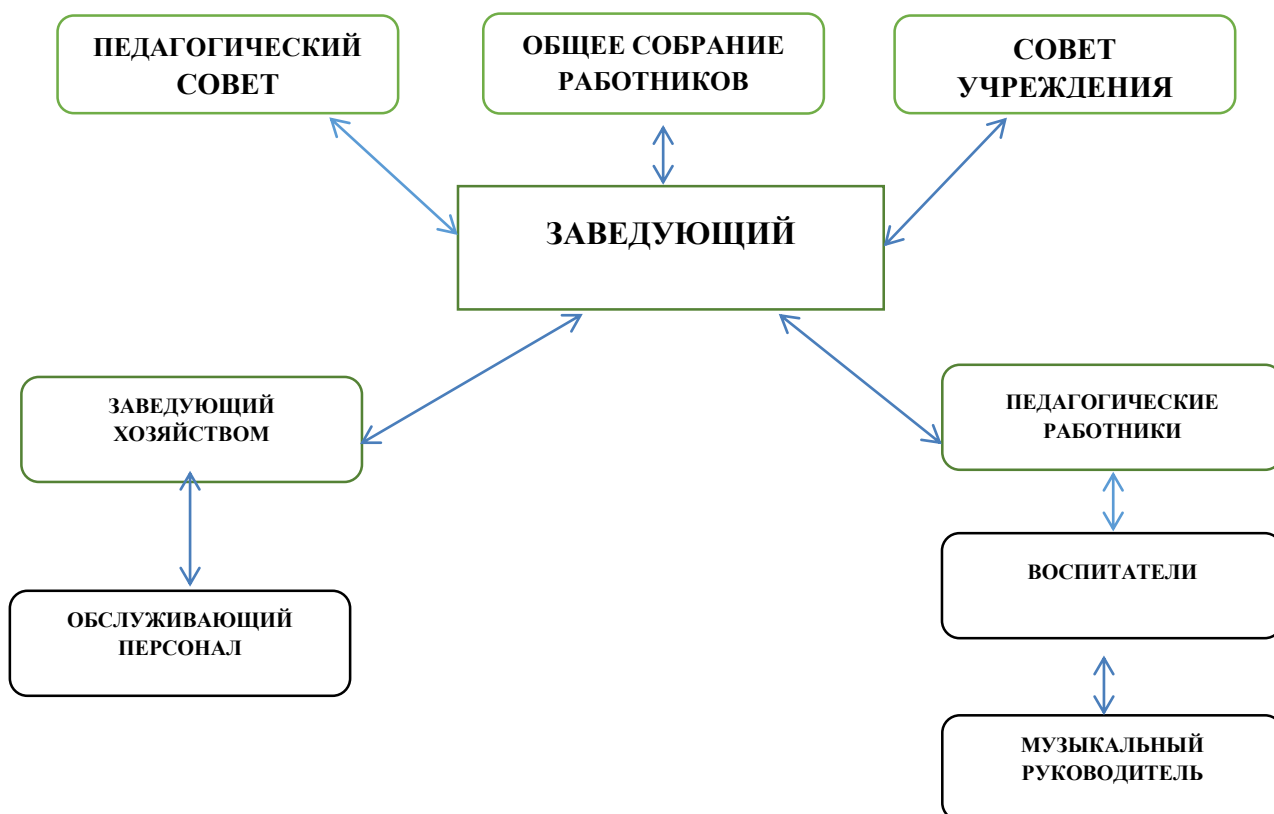 ПЕДАГОГИЧЕСКИЙ
СОВЕТ
ОБЩЕЕ СОБРАНИЕ
РАБОТНИКОВ
СОВЕТ
УЧРЕЖДЕНИЯ
ЗАВЕДУЮЩИЙ
ЗАВЕДУЮЩИЙ
ХОЗЯЙСТВОМ
ПЕДАГОГИЧЕСКИЕ
РАБОТНИКИ
ВОСПИТАТЕЛИ
ОБСЛУЖИВАЮЩИЙ
ПЕРСОНАЛ
МУЗЫКАЛЬНЫЙ
РУКОВОДИТЕЛЬ